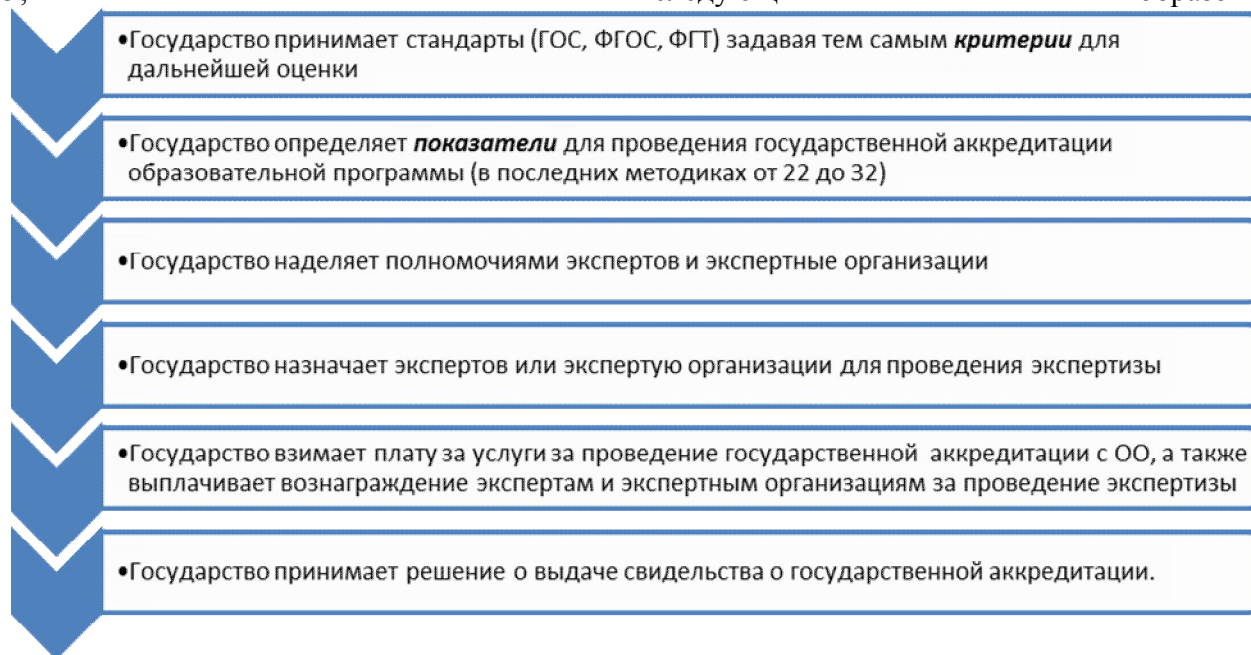 •Государство принимает стандарты (ГОС, ФГОС, ФГТ) задавая тем самым критерии для
дальнейшей оценки
•Государство определяет показатели для проведения государственной аккредитации
образовательной программы (в последних методиках от 22 до 32)
•Государство наделяет полномочиями экспертов и экспертные организации
•Государство назначает экспертов или экспертую организации для проведения экспертизы
•Государство взимает плату за услуги за проведение государственной аккредитации с ОО, а также
выплачивает вознаграждение экспертам и экспертным организациям за проведение экспертизы
•Государство принимает решение о выдаче свидельства о государственной аккредитации.